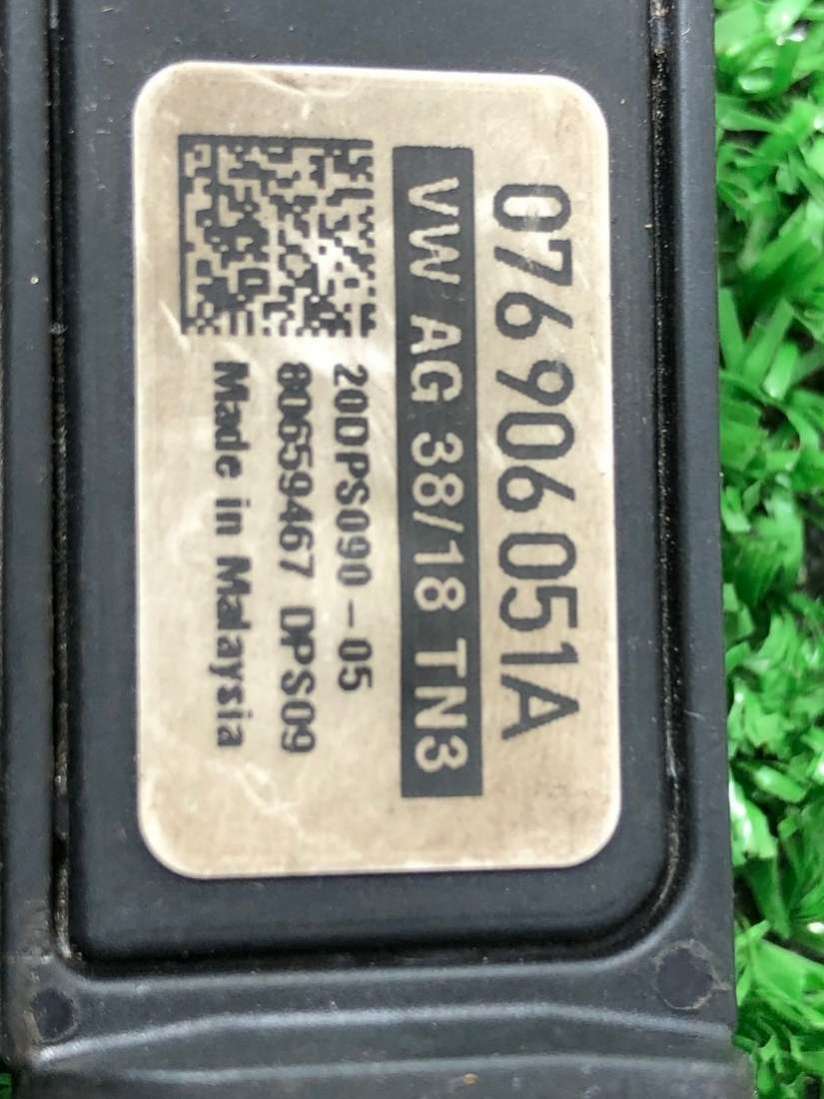 076 906 051A
VW AG 38/18 TN3
20DPS090-05
80659467 DPS09
Made in Malaysia